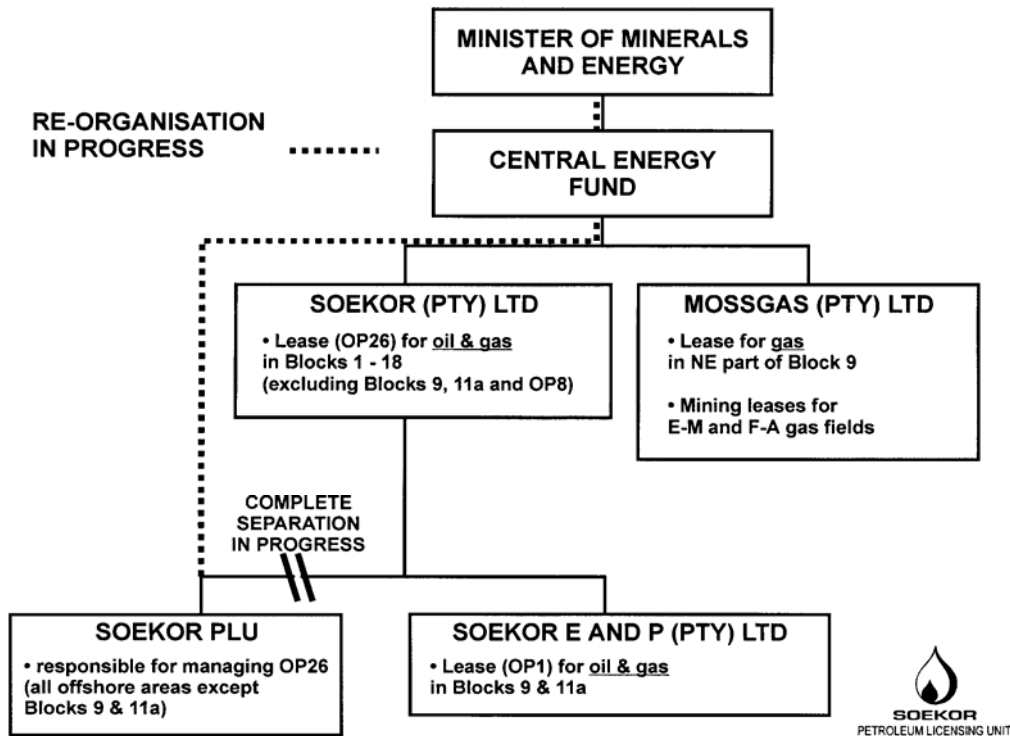 MINISTER OF MINERALS
AND ENERGY
RE-ORGANISATION
IN PROGRESS
CENTRAL ENERGY
FUND
SOEKOR (PTY) LTD
• Lease (OP26) for oil & gas
in Blocks 1 - 18
(excluding Blocks 9, 11a and OP8)
MOSSGAS (PTY) LTD
• Lease for gas
in NE part of Block 9
• Mining leases for
E-M and F-A gas fields
COMPLETE
SEPARATION
IN PROGRESS
SOEKOR PLU
• responsible for managing OP26
(all offshore areas except
Blocks 9 & 11a)
SOEKOR E AND P (PTY) LTD
• Lease (OP1) for oil & gas
in Blocks 9 & 11a
SOEKOR
PETROLEUM LICENSING UNIT